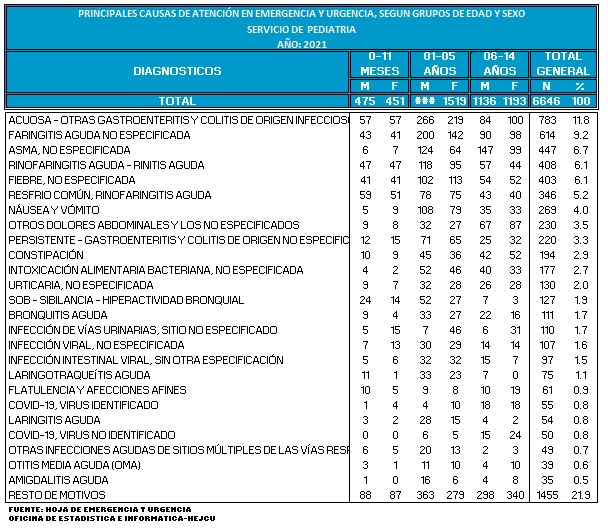 PRINCIPALES CAUSAS DE ATENCIÓN EN EMERGENCIA Y URGENCIA, SEGUN GRUPOS DE EDAD Y SEXO
SERVICIO DE PEDIATRIA
AÑO: 2021
DIAGNOSTICOS 0-11 MESES 01-05 AÑOS 06-14 AÑOS TOTAL GENERAL
M F M F M F N %
TOTAL 475 451 ### 1519 1136 1193 6646 100
ACUOSA - OTRAS GASTROENTERITIS Y COLITIS DE ORIGEN INFECCIOSO 57 57 266 219 84 100 783 11.8
FARINGITIS AGUDA NO ESPECIFICADA 43 41 200 142 90 98 614 9.2
ASMA, NO ESPECIFICADA 6 7 124 64 147 99 447 6.7
RINOFARINGITIS AGUDA - RINITIS AGUDA 47 47 118 95 57 44 408 6.1
FIEBRE, NO ESPECIFICADA 41 41 102 113 54 52 403 6.1
RESFRIO COMÚN, RINOFARINGITIS AGUDA 59 51 78 75 43 40 346 5.2
NÁUSEA Y VÓMITO 5 9 108 79 35 33 269 4.0
OTROS DOLORES ABDOMINALES Y LOS NO ESPECIFICADOS 9 8 32 27 67 87 230 3.5
PERSISTENTE - GASTROENTERITIS Y COLITIS DE ORIGEN NO ESPECIFIC 12 15 71 65 25 32 220 3.3
CONSTIPACIÓN 10 9 45 36 42 52 194 2.9
INTOXICACIÓN ALIMENTARIA BACTERIANA, NO ESPECIFICADA 4 2 52 46 40 33 177 2.7
URTICARIA, NO ESPECIFICADA 9 7 32 28 26 28 130 2.0
SOB - SIBILANCIA - HIPERACTIVIDAD BRONQUIAL 24 14 52 27 7 3 127 1.9
BRONQUITIS AGUDA 9 4 33 27 22 16 111 1.7
INFECCIÓN DE VÍAS URINARIAS, SITIO NO ESPECIFICADO 5 15 7 46 6 31 110 1.7
INFECCIÓN VIRAL, NO ESPECIFICADA 7 13 30 29 14 14 107 1.6
INFECCIÓN INTESTINAL VIRAL, SIN OTRA ESPECIFICACIÓN 5 6 32 32 15 7 97 1.5
LARINGOTRAQUEÍTIS AGUDA 11 1 33 23 7 0 75 1.1
FLATULENCIA Y AFECCIONES AFINES 10 5 9 8 10 19 61 0.9
COVID-19, VIRUS IDENTIFICADO 1 4 4 10 18 18 55 0.8
LARINGITIS AGUDA 3 2 28 15 4 2 54 0.8
COVID-19, VIRUS NO IDENTIFICADO 0 0 6 5 15 24 50 0.8
OTRAS INFECCIONES AGUDAS DE SITIOS MÚLTIPLES DE LAS VÍAS RESP 6 5 20 13 2 3 49 0.7
OTITIS MEDIA AGUDA (OMA) 3 1 11 10 4 10 39 0.6
AMIGDALITIS AGUDA 1 0 16 6 4 8 35 0.5
RESTO DE MOTIVOS 88 87 363 279 298 340 1455 21.9
FUENTE: HOJA DE EMERGENCIA Y URGENCIA
OFICINA DE ESTADISTICA E INFORMATICA-HEJCU